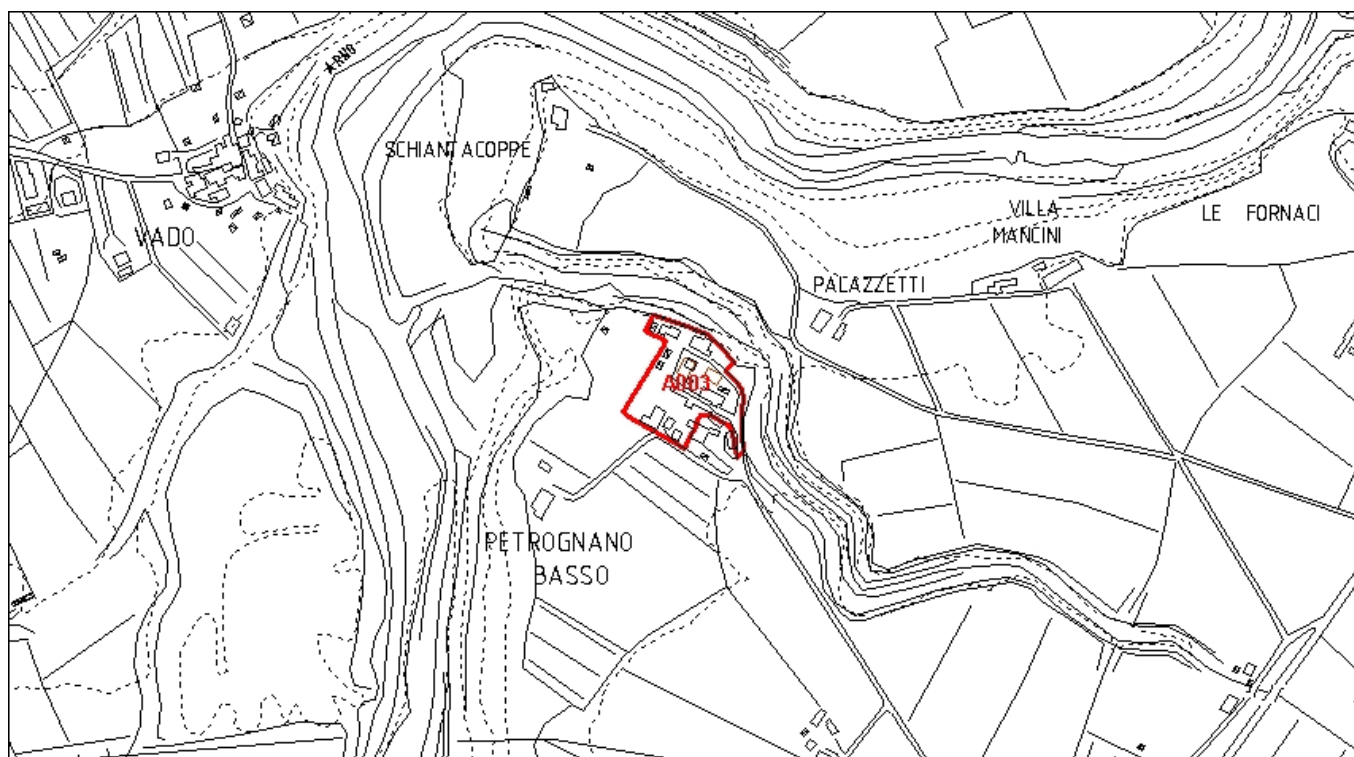 ARNO
SCHIANTACOPPE
VADO
VILLA
MANCINI
LE FORNACI
PALAZZETTI
A003
PETROGNANO
BASSO